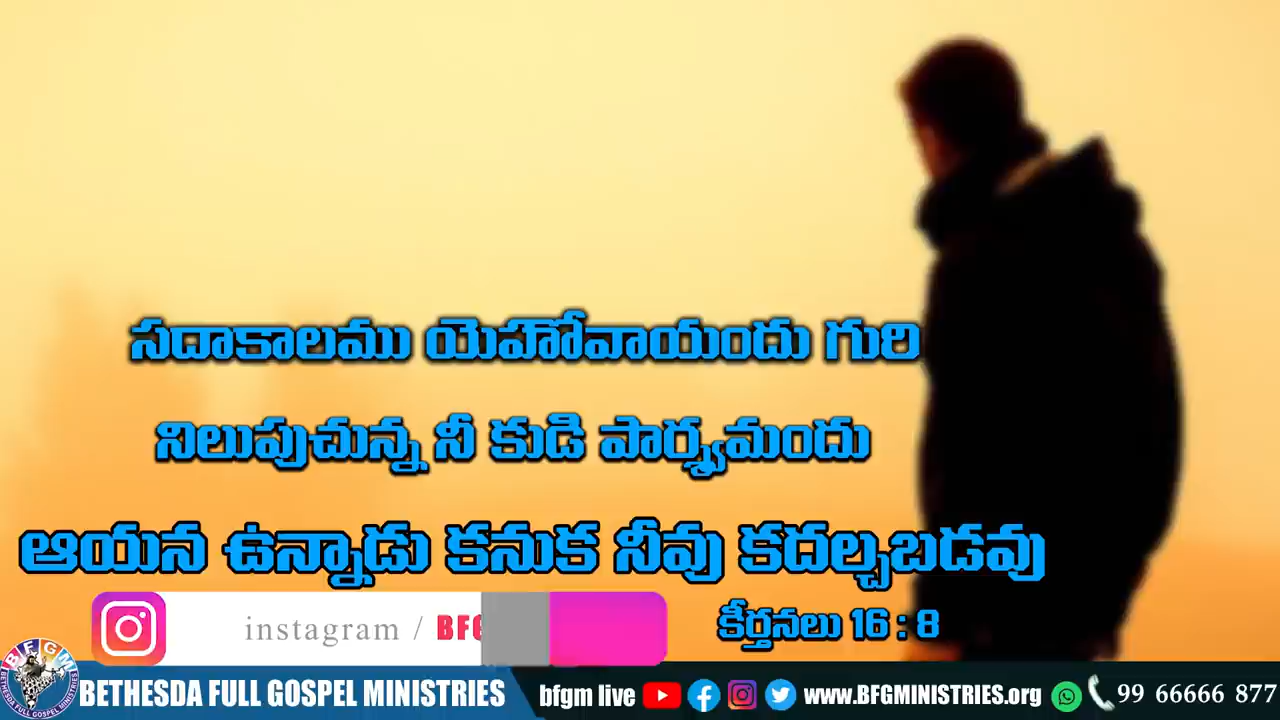 సదాకాలము యెహోవాయందు గురి
నిలుపుచున్న నీ కుడి పార్శ్వమందు
ఆయన ఉన్నాడు కనుక నీవు కదల్చబడవు
కీర్తనలు 16 : 8
instagram /
BFGM
BETHESDA FULL GOSPEL MINISTRIES
bfgm live
www.BFGMINISTRIES.org
99 66666 877